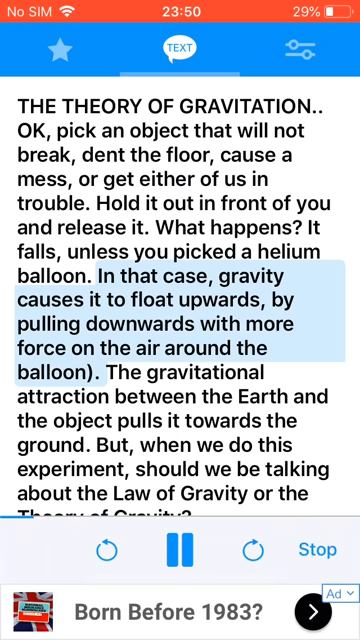 No SIM 23:50 29%
TEXT
THE THEORY OF GRAVITATION..
OK, pick an object that will not
break, dent the floor, cause a
mess, or get either of us in
trouble. Hold it out in front of you
and release it. What happens? It
falls, unless you picked a helium
balloon. In that case, gravity
causes it to float upwards, by
pulling downwards with more
force on the air around the
balloon). The gravitational
attraction between the Earth and
the object pulls it towards the
ground. But, when we do this
experiment, should we be talking
about the Law of Gravity or the
Theory of Gravity?
Stop
Ad
Born Before 1983?